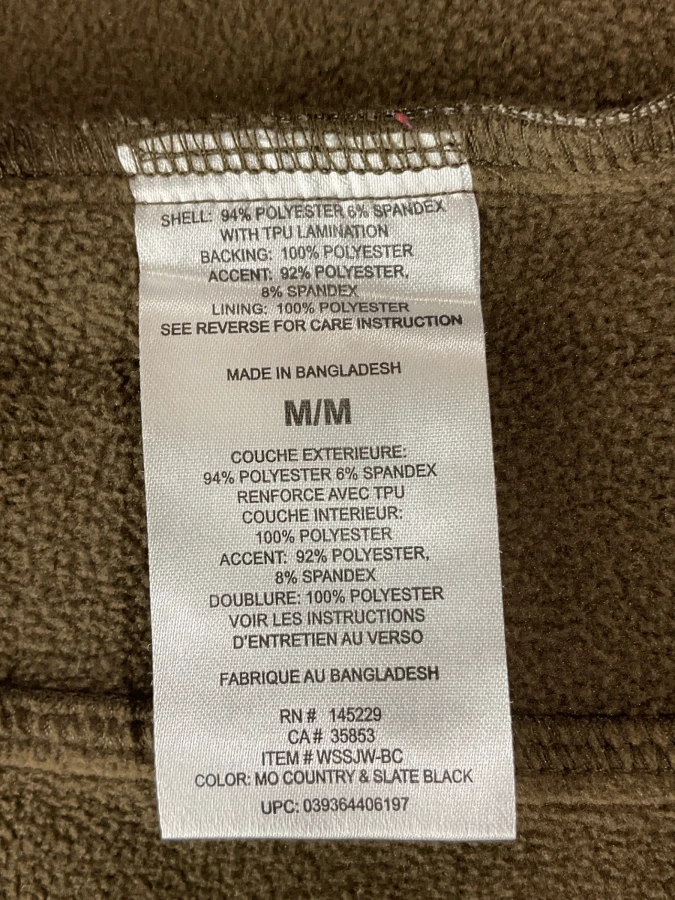 SHELL: 94% POLYESTER 6% SPANDEX
WITH TPU LAMINATION
BACKING: 100% POLYESTER
ACCENT: 92% POLYESTER,
8% SPANDEX
LINING: 100% POLYESTER
SEE REVERSE FOR CARE INSTRUCTION
MADE IN BANGLADESH
M/M
COUCHE EXTERIEURE:
94% POLYESTER 6% SPANDEX
RENFORCE AVEC TPU
COUCHE INTERIEUR:
100% POLYESTER
ACCENT: 92% POLYESTER,
8% SPANDEX
DOUBLURE: 100% POLYESTER
VOIR LES INSTRUCTIONS
D'ENTRETIEN AU VERSO
FABRIQUE AU BANGLADESH
RN # 145229
CA # 35853
ITEM # WSSJW-BC
COLOR: MO COUNTRY & SLATE BLACK
UPC: 039364406197